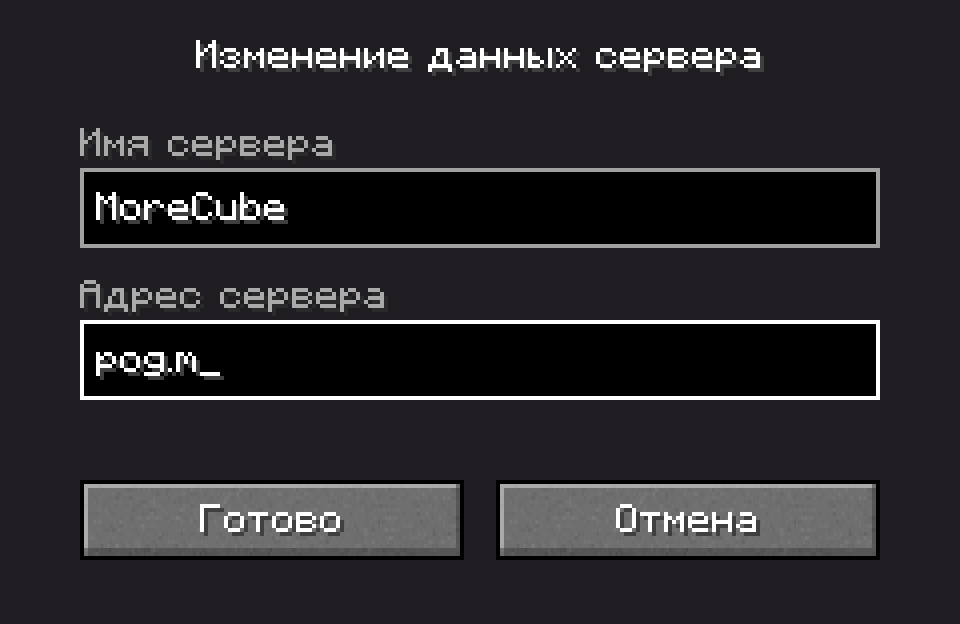 Изменение данных сервера
Имя сервера
MoreCube
Адрес сервера
pog.m_
Готово
Отмена